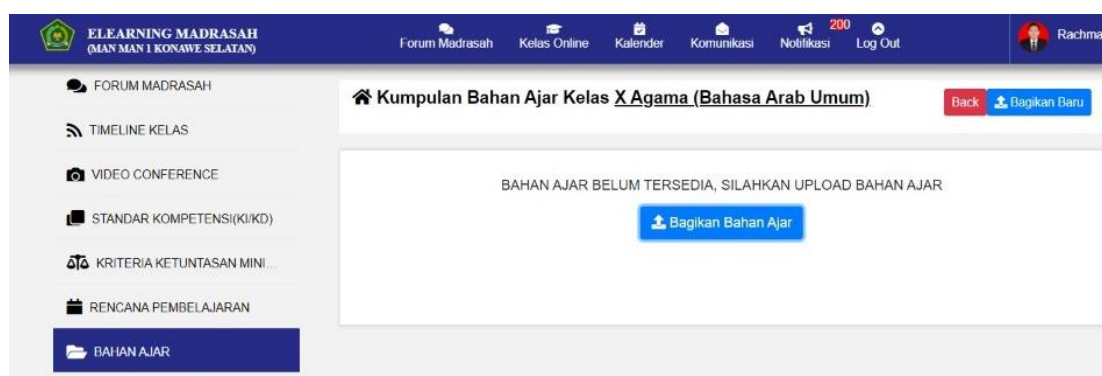 ELEARNING MADRASAH
(MAN MAN 1 KONAWE SELATAN)
Forum Madrasah
Kelas Online
Kalender
Komunikasi
200
Notifikasi
Log Out
Rachma
FORUM MADRASAH
TIMELINE KELAS
VIDEO CONFERENCE
STANDAR KOMPETENSI(KI/KD)
KRITERIA KETUNTASAN MINI...
RENCANA PEMBELAJARAN
BAHAN AJAR
Kumpulan Bahan Ajar Kelas X Agama (Bahasa Arab Umum)
Back
Bagikan Baru
BAHAN AJAR BELUM TERSEDIA, SILAHKAN UPLOAD BAHAN AJAR
Bagikan Bahan Ajar